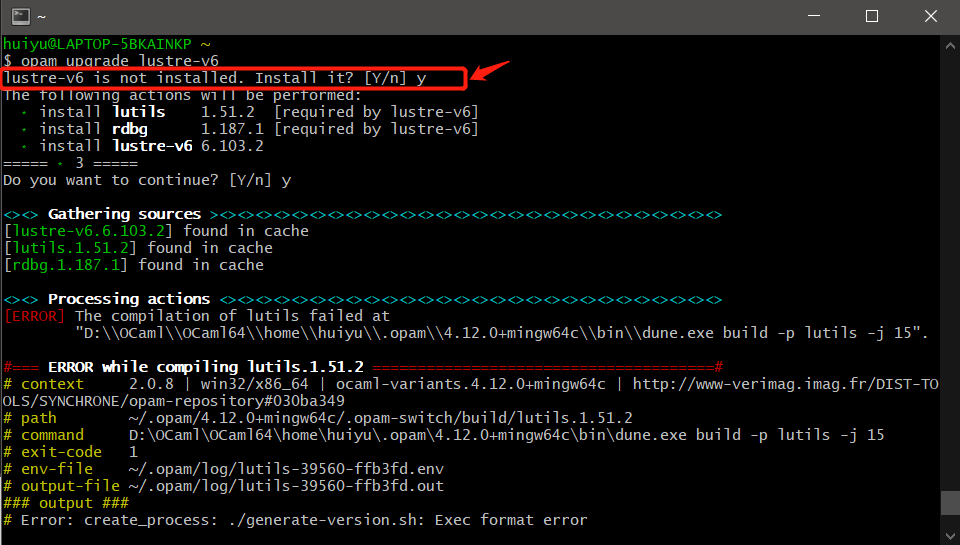 ~
huiyu@LAPTOP-5BKAINKP ~
$ opam upgrade lustre-v6
lustre-v6 is not installed. Install it? [Y/n] y
The following actions will be performed:
  * install lutils    1.51.2  [required by lustre-v6]
  * install rdbg      1.187.1 [required by lustre-v6]
  * install lustre-v6 6.103.2
===== * 3 =====
Do you want to continue? [Y/n] y
<><> Gathering sources ><><><><><><><><><><><><><><><><><><><><><><><><><><><><>
[lustre-v6.6.103.2] found in cache
[lutils.1.51.2] found in cache
[rdbg.1.187.1] found in cache
<><> Processing actions <><><><><><><><><><><><><><><><><><><><><><><><><><><><>
[ERROR] The compilation of lutils failed at
        "D:\\OCaml\\OCaml64\\home\\huiyu\\.opam\\4.12.0+mingw64c\\bin\\dune.exe build -p lutils -j 15".
#=== ERROR while compiling lutils.1.51.2 ======================================#
# context     2.0.8 | win32/x86_64 | ocaml-variants.4.12.0+mingw64c | http://www-verimag.imag.fr/DIST-TO
OLS/SYNCHRONE/opam-repository#030ba349
# path        ~/.opam/4.12.0+mingw64c/.opam-switch/build/lutils.1.51.2
# command     D:\OCaml\OCaml64\home\huiyu\.opam\4.12.0+mingw64c\bin\dune.exe build -p lutils -j 15
# exit-code   1
# env-file    ~/.opam/log/lutils-39560-ffb3fd.env
# output-file ~/.opam/log/lutils-39560-ffb3fd.out
### output ###
# Error: create_process: ./generate-version.sh: Exec format error